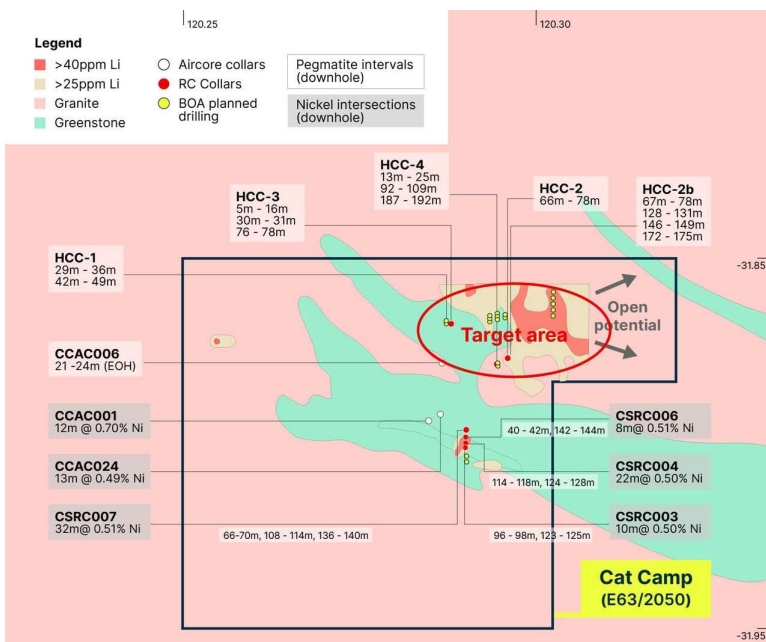 120.25
120.30
Legend
>40ppm Li
>25ppm Li
Granite
Greenstone
Aircore collars
RC Collars
BOA planned
drilling
Pegmatite intervals
(downhole)
Nickel intersections
(downhole)
HCC-4
13m - 25m
92 - 109m
187 - 192m
HCC-2
66m - 78m
HCC-2b
67m - 78m
128 - 131m
146 - 149m
172 - 175m
HCC-3
5m - 16m
30m - 31m
76 - 78m
HCC-1
29m - 36m
42m - 49m
-31.85
Open
potential
Target area
CCAC006
21 -24m (EOH)
CCAC001
12m @ 0.70% Ni
CCAC024
13m @ 0.49% Ni
CSRC007
32m@ 0.51% Ni
40 - 42m, 142 - 144m
CSRC006
8m@ 0.51% Ni
114 - 118m, 124 - 128m
CSRC004
22m@ 0.50% Ni
66-70m, 108 - 114m, 136 - 140m
96 - 98m, 123 - 125m
CSRC003
10m@ 0.50% Ni
Cat Camp
(E63/2050)
-31.95